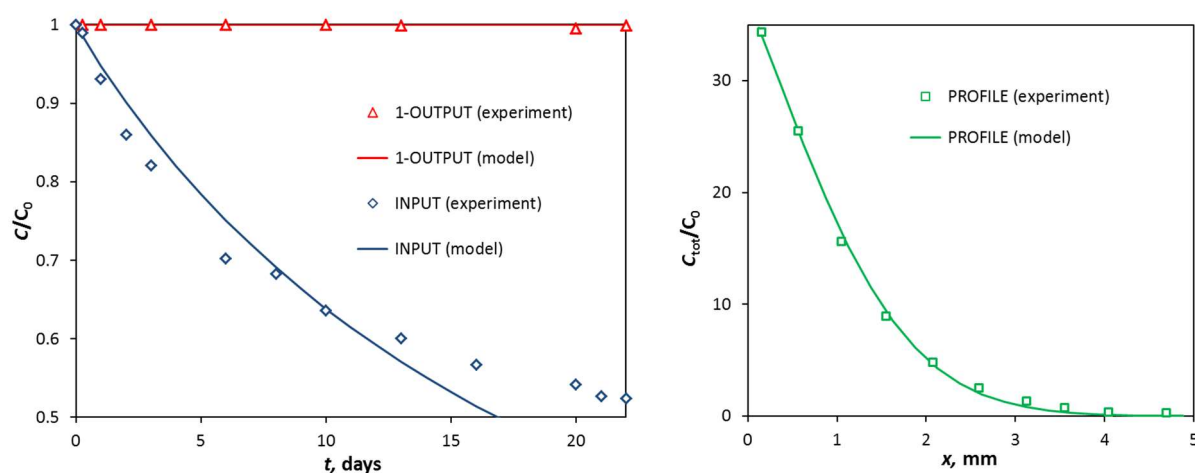 1
0.9
0.8
0.7
0.6
0.5
C/C0
0
5
10
15
20
t, days
1-OUTPUT (experiment)
1-OUTPUT (model)
INPUT (experiment)
INPUT (model)
30
20
10
0
Ctot/C0
0
1
2
3
4
5
x, mm
PROFILE (experiment)
PROFILE (model)